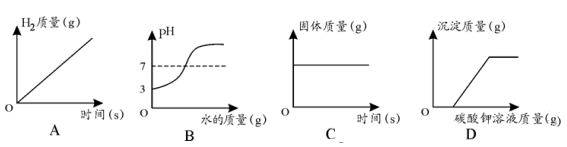 H₂质量(g)
O
时间(s)
A
pH
7
3
O
水的质量(g)
B
固体质量(g)
O
时间(s)
C
沉淀质量(g)
O
碳酸钾溶液质量(g)
D